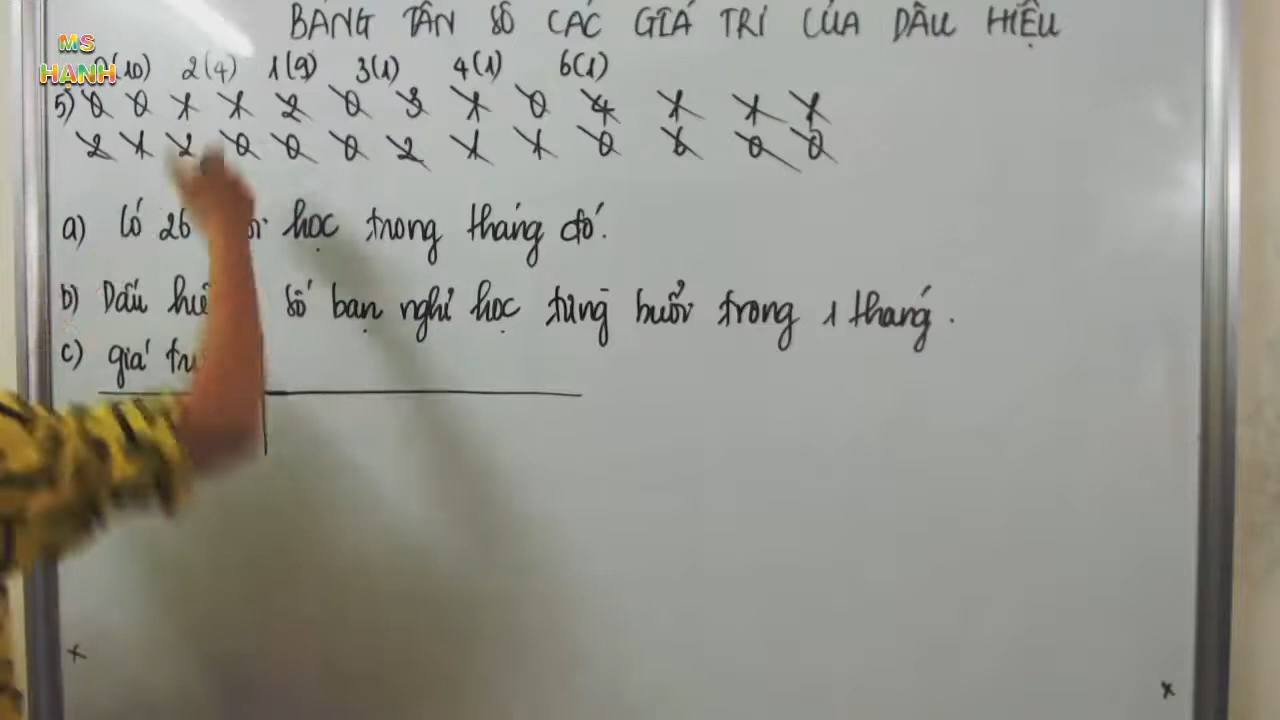 BẢNG TẦN SỐ CÁC GIÁ TRỊ CỦA DẤU HIỆU
MS
HẠNH
(10) 2(4) 1(9) 3(1) 4(1) 6(1)
5) 0 0 1 1 2 0 3 1 0 4 1 1 1
2 1 2 0 0 0 2 1 1 0 6 0 0
a) Có 26 học trong tháng đó.
b) Dấu số bạn nghỉ học từng buổi trong 1 tháng.
c) giá